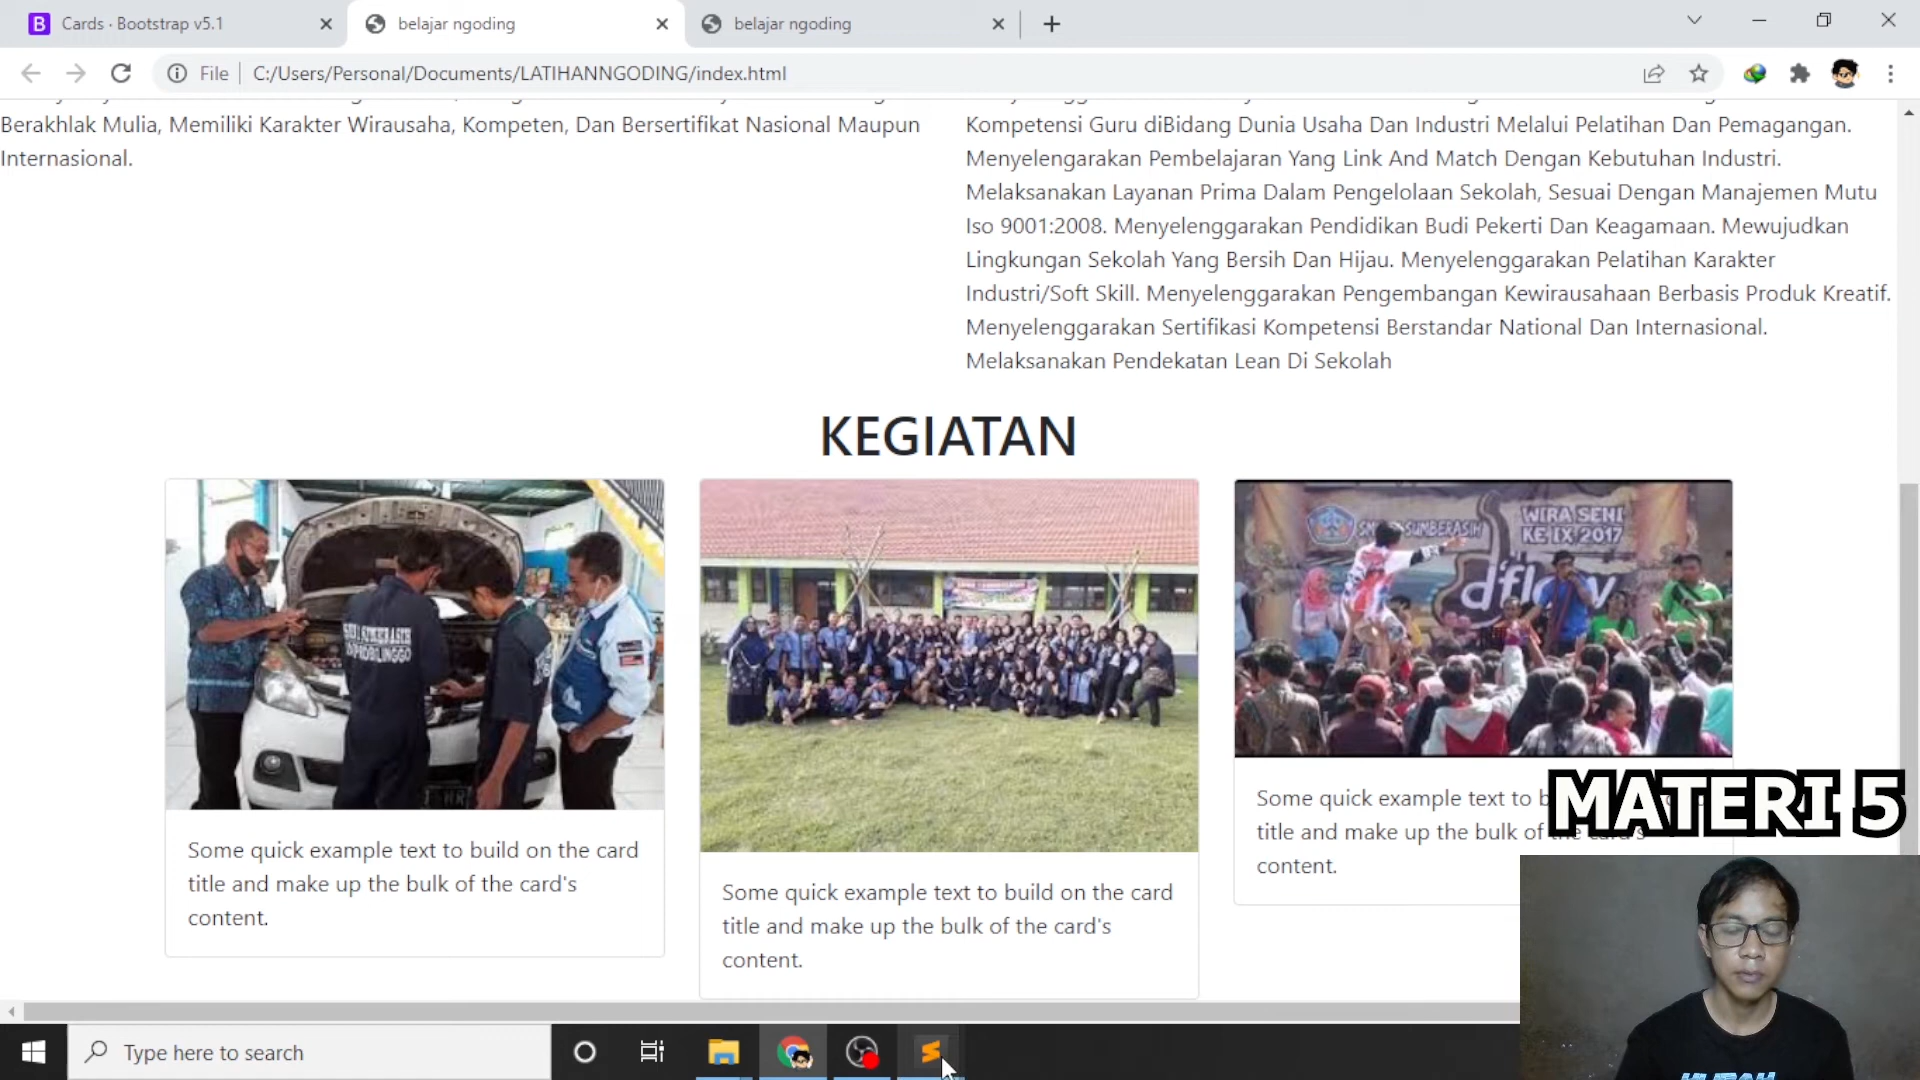 Cards · Bootstrap v5.1
belajar ngoding
belajar ngoding
File
C:/Users/Personal/Documents/LATIHANNGODING/index.html
Berakhlak Mulia, Memiliki Karakter Wirausaha, Kompeten, Dan Bersertifikat Nasional Maupun
Internasional.
Kompetensi Guru diBidang Dunia Usaha Dan Industri Melalui Pelatihan Dan Pemagangan.
Menyelengarakan Pembelajaran Yang Link And Match Dengan Kebutuhan Industri.
Melaksanakan Layanan Prima Dalam Pengelolaan Sekolah, Sesuai Dengan Manajemen Mutu
Iso 9001:2008. Menyelenggarakan Pendidikan Budi Pekerti Dan Keagamaan. Mewujudkan
Lingkungan Sekolah Yang Bersih Dan Hijau. Menyelenggarakan Pelatihan Karakter
Industri/Soft Skill. Menyelenggarakan Pengembangan Kewirausahaan Berbasis Produk Kreatif.
Menyelenggarakan Sertifikasi Kompetensi Berstandar National Dan Internasional.
Melaksanakan Pendekatan Lean Di Sekolah
KEGIATAN
WIRA SENI
KE IX 2017
SUMBERASIH
Some quick example text to build on the card
title and make up the bulk of the card's
content.
Some quick example text to build on the card
title and make up the bulk of the card's
content.
Some quick example text to b
title and make up the bulk of the card's
content.
MATERI 5
Type here to search